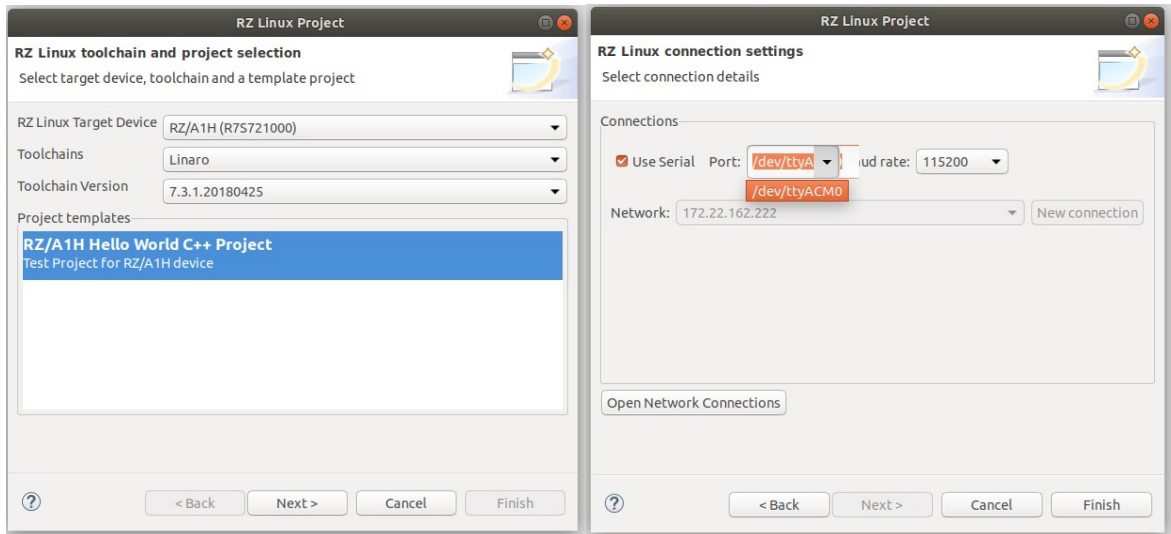 RZ Linux Project
RZ Linux toolchain and project selection
Select target device, toolchain and a template project
RZ Linux Target Device RZ/A1H (R7S721000)
Toolchains Linaro
Toolchain Version 7.3.1.20180425
Project templates
RZ/A1H Hello World C++ Project
Test Project for RZ/A1H device
? < Back Next > Cancel Finish
RZ Linux Project
RZ Linux connection settings
Select connection details
Connections
Use Serial Port: /dev/ttyA aud rate: 115200
/dev/ttyACM0
Network: 172.22.162.222 New connection
Open Network Connections
? < Back Next > Cancel Finish